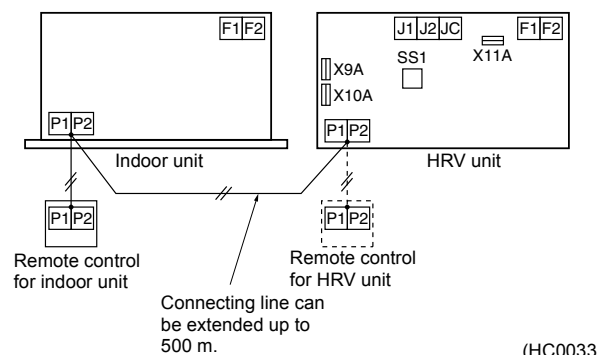 F1 F2
J1 J2 JC
F1 F2
SS1
X11A
X9A
X10A
P1 P2
P1 P2
Indoor unit
HRV unit
P1 P2
P1 P2
Remote control
for indoor unit
Remote control
for HRV unit
Connecting line can
be extended up to
500 m.
(HC0033